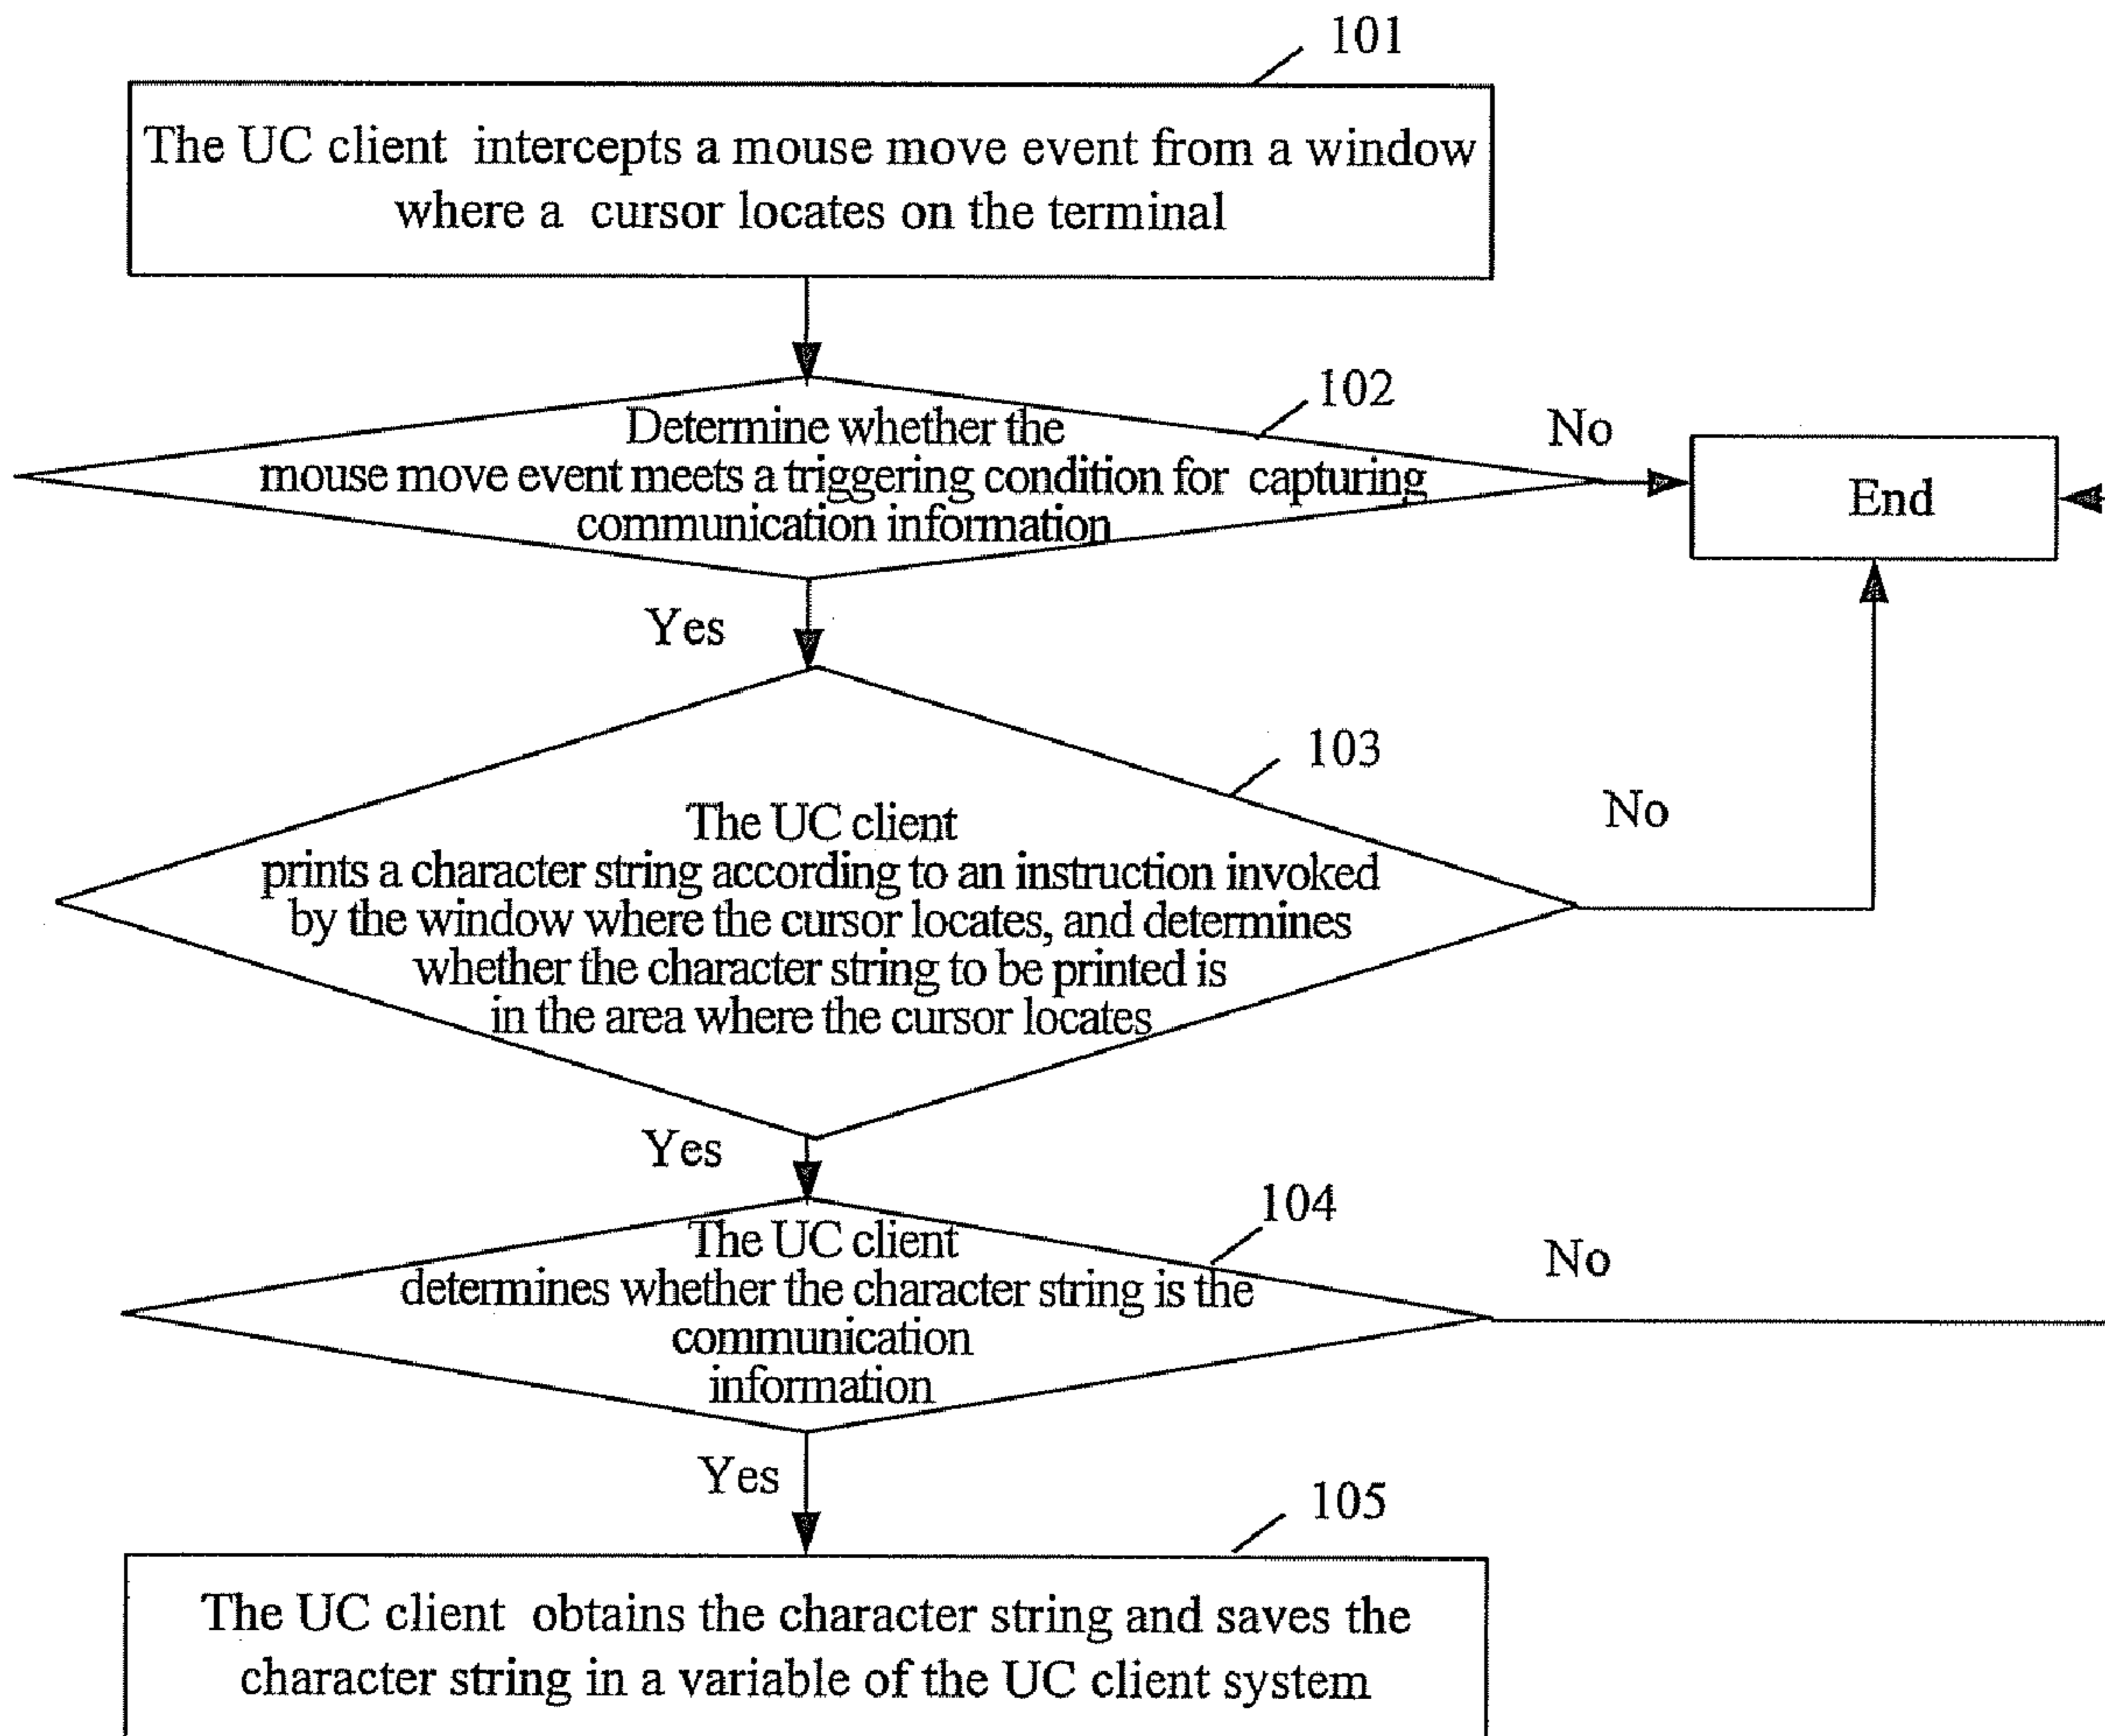 101
The UC client intercepts a mouse move event from a window
where a cursor locates on the terminal
102
Determine whether the
mouse move event meets a triggering condition for capturing
communication information
No
End
Yes
103
The UC client
prints a character string according to an instruction invoked
by the window where the cursor locates, and determines
whether the character string to be printed is
in the area where the cursor locates
No
Yes
104
The UC client
determines whether the character string is the
communication
information
No
Yes
105
The UC client obtains the character string and saves the
character string in a variable of the UC client system